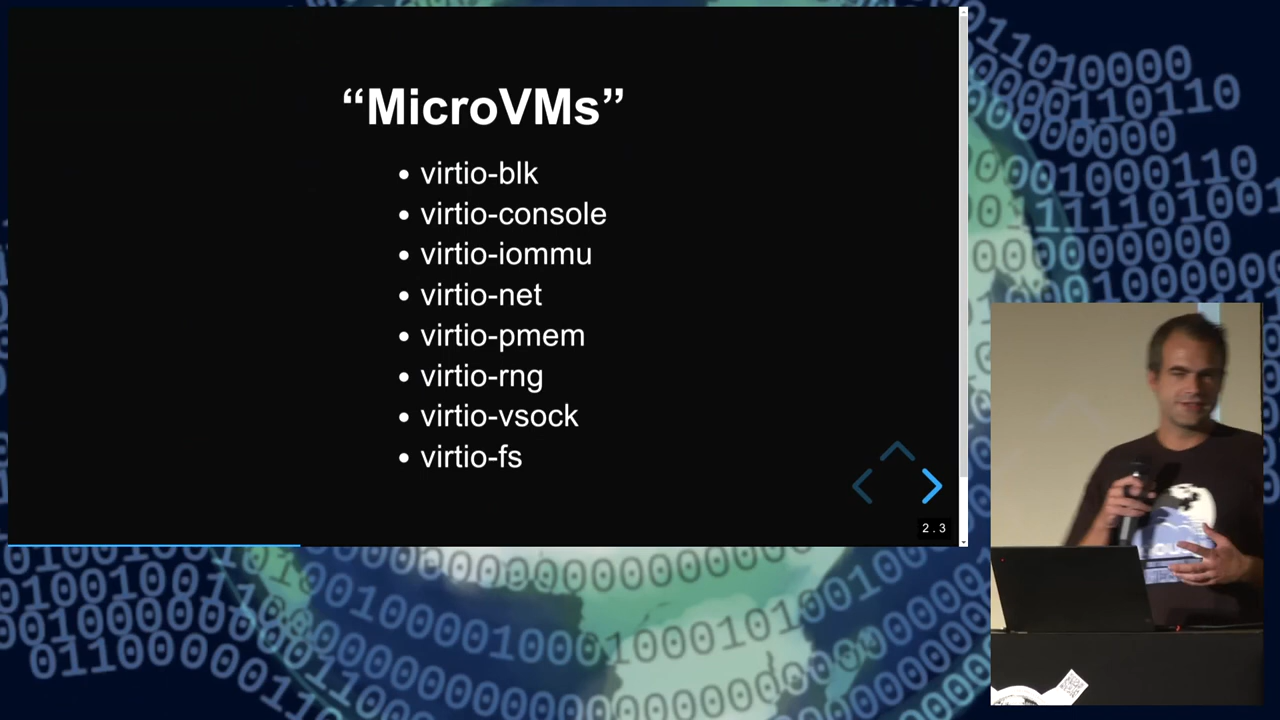 “MicroVMs”
• virtio-blk
• virtio-console
• virtio-iommu
• virtio-net
• virtio-pmem
• virtio-rng
• virtio-vsock
• virtio-fs
2.3